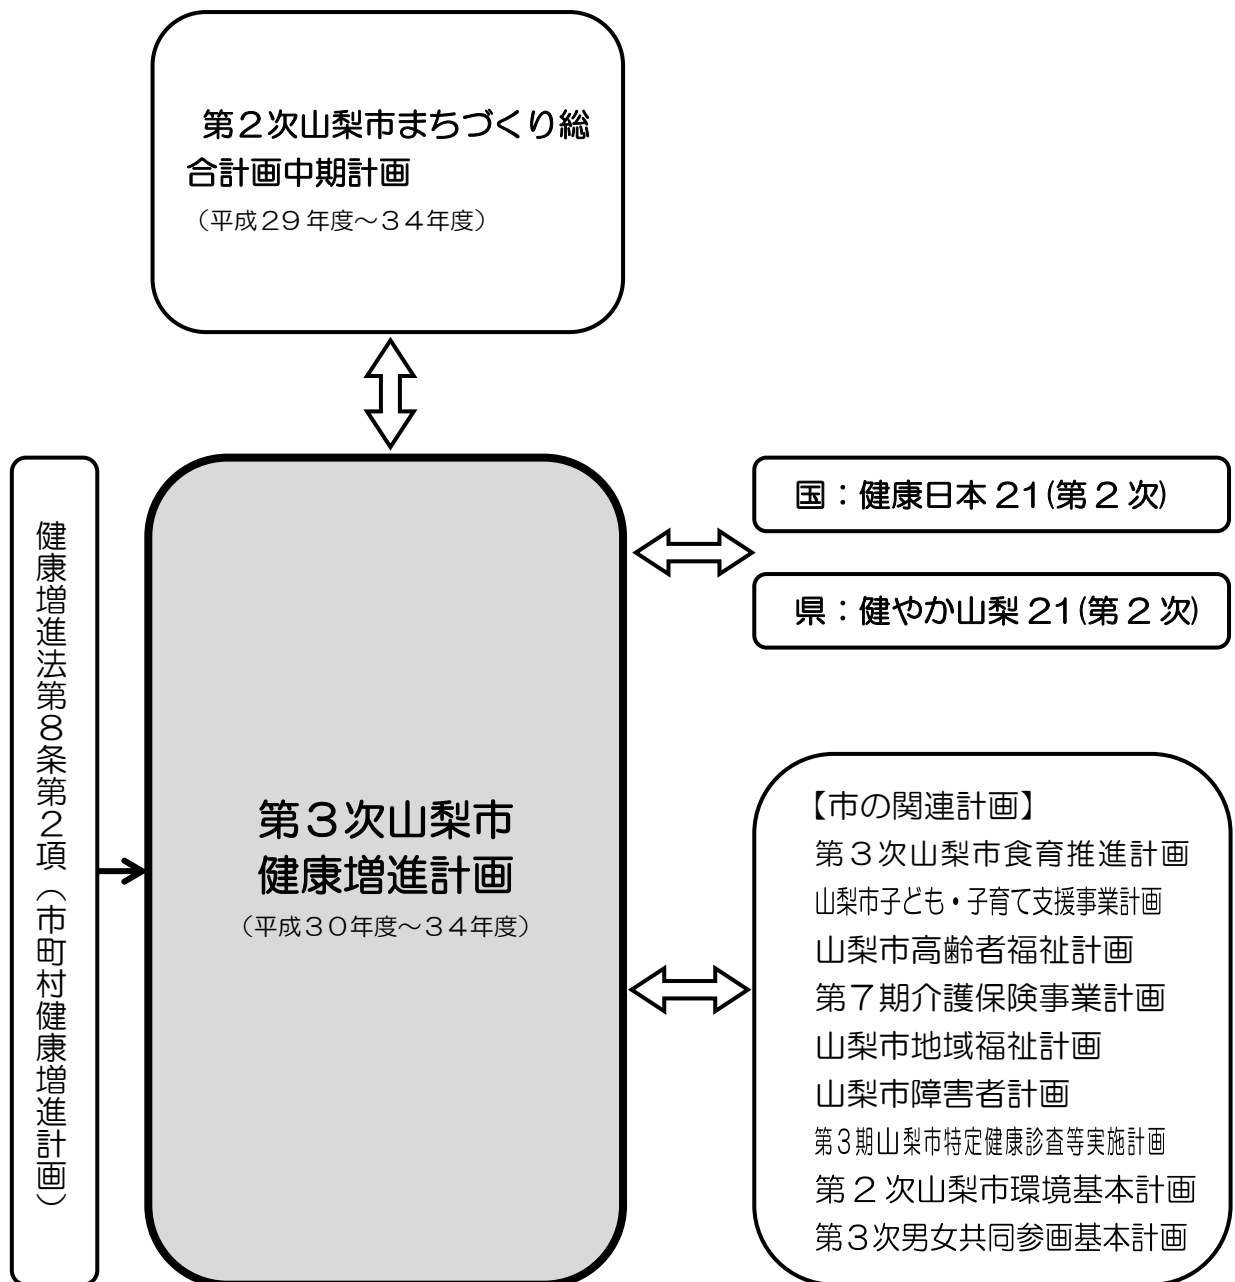 第２次山梨市まちづくり総
合計画中期計画
（平成２９年度～３４年度）
健康増進法第８条第２項（市町村健康増進計画）
第３次山梨市
健康増進計画
（平成３０年度～３４年度）
国：健康日本 21(第 2 次)
県：健やか山梨 21(第 2 次)
【市の関連計画】
第３次山梨市食育推進計画
山梨市子ども・子育て支援事業計画
山梨市高齢者福祉計画
第７期介護保険事業計画
山梨市地域福祉計画
山梨市障害者計画
第３期山梨市特定健康診査等実施計画
第 2 次山梨市環境基本計画
第３次男女共同参画基本計画